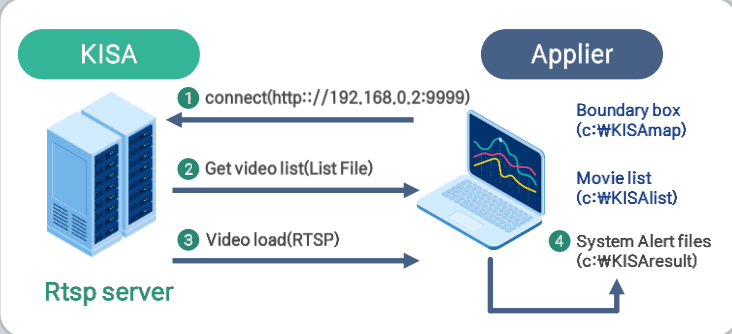 KISA
Applier
1 connect(http:://192.168.0.2:9999)
Boundary box
(c:₩KISAmap)
2 Get video list(List File)
Movie list
(c:₩KISAlist)
3 Video load(RTSP)
4 System Alert files
(c:₩KISAresult)
Rtsp server